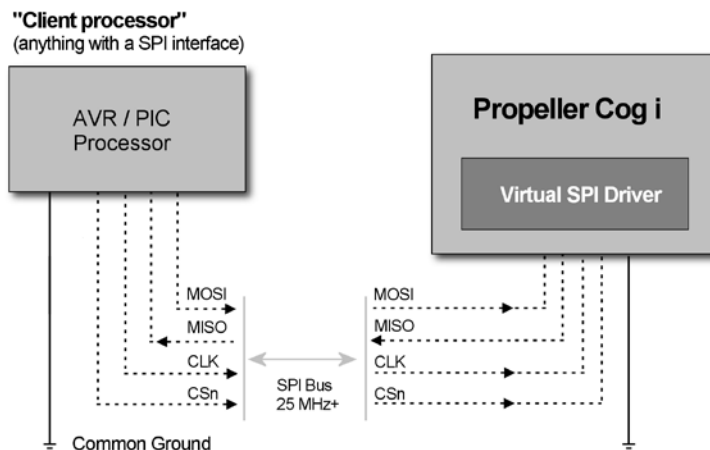 "Client processor"
(anything with a SPI interface)
AVR / PIC
Processor
Propeller Cog i
Virtual SPI Driver
MOSI
MISO
CLK
CSn
SPI Bus
25 MHz+
MOSI
MISO
CLK
CSn
Common Ground